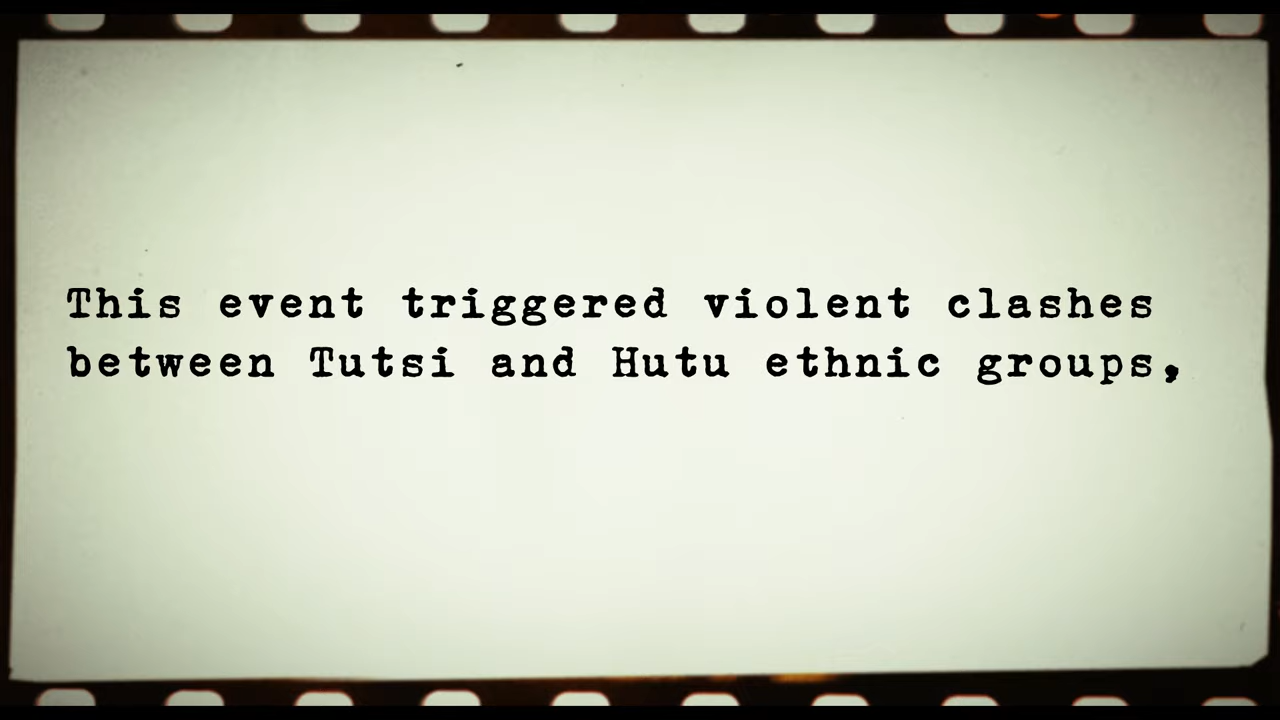 This event triggered violent clashes
between Tutsi and Hutu ethnic groups,